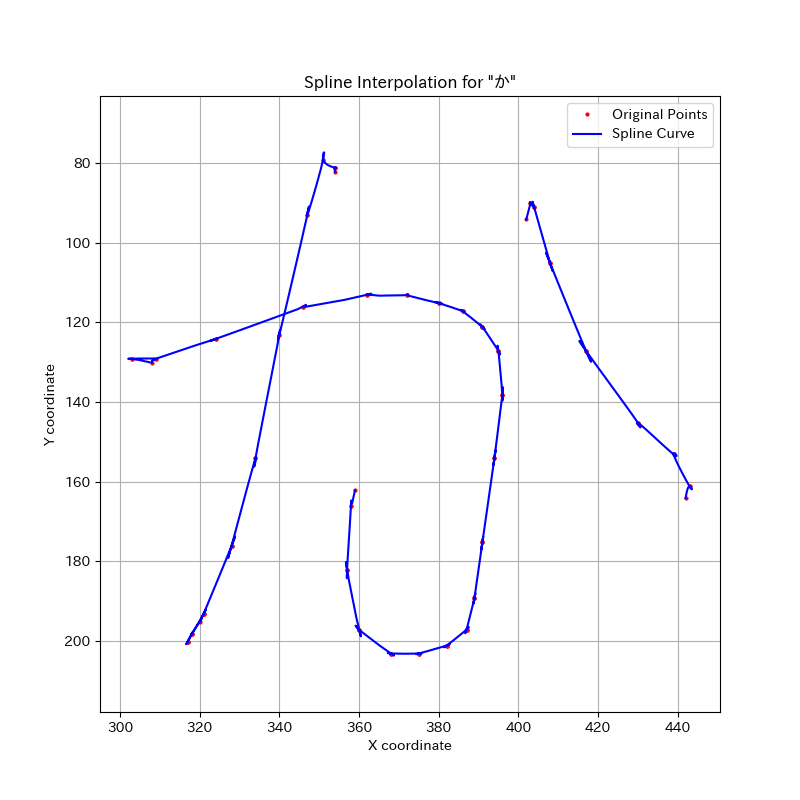 Spline Interpolation for "か"
Original Points
Spline Curve
Y coordinate
80
100
120
140
160
180
200
300
320
340
360
380
400
420
440
X coordinate
か